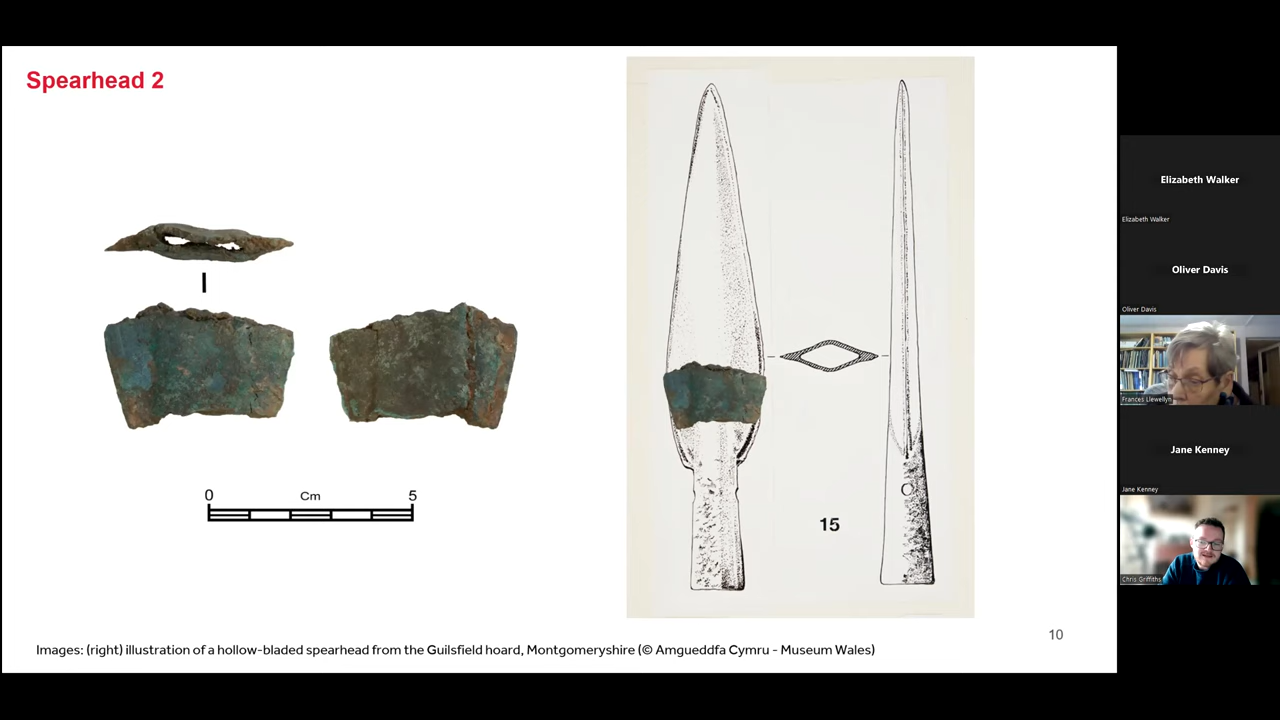 Spearhead 2
0 Cm 5
15
10
Images: (right) illustration of a hollow-bladed spearhead from the Guilsfield hoard, Montgomeryshire (© Amgueddfa Cymru - Museum Wales)
Elizabeth Walker
Elizabeth Walker
Oliver Davis
Oliver Davis
Frances Llewellyn
Jane Kenney
Jane Kenney
Chris Griffiths